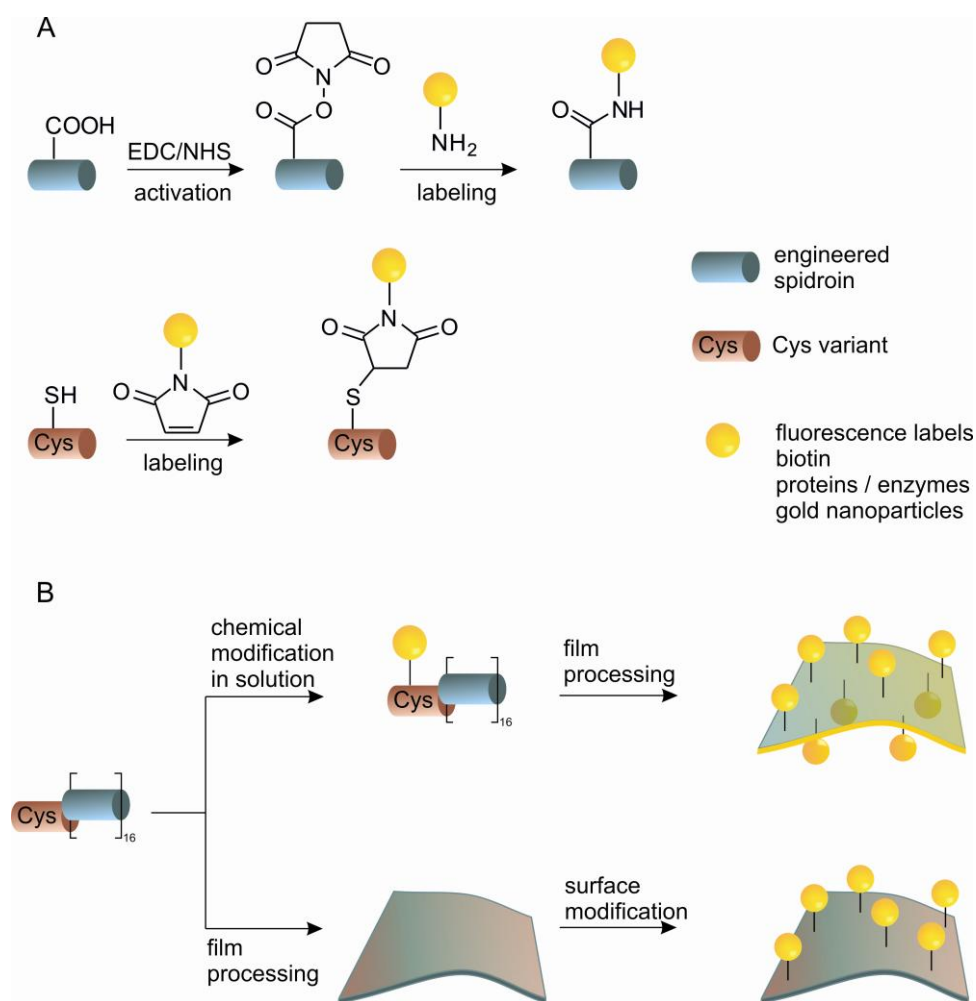 A
COOH
EDC/NHS
activation
O
N
O
O
O
NH2
labeling
O
NH
SH
Cys
O
N
O
labeling
O
N
O
S
Cys
engineered
spidroin
Cys
Cys variant
fluorescence labels
biotin
proteins / enzymes
gold nanoparticles
B
Cys
16
chemical
modification
in solution
Cys
16
film
processing
film
processing
surface
modification